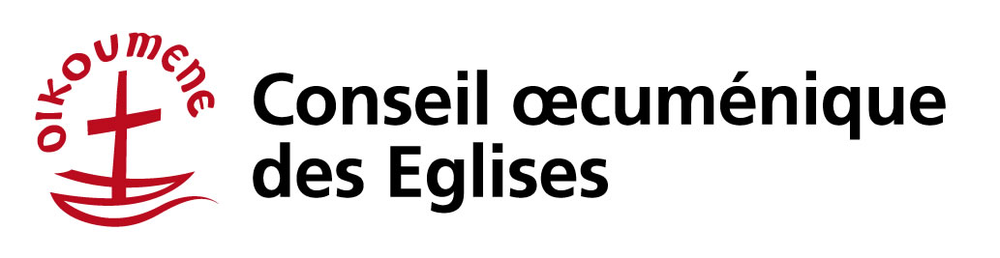 OIKOUMENE
Conseil œcuménique
des Eglises